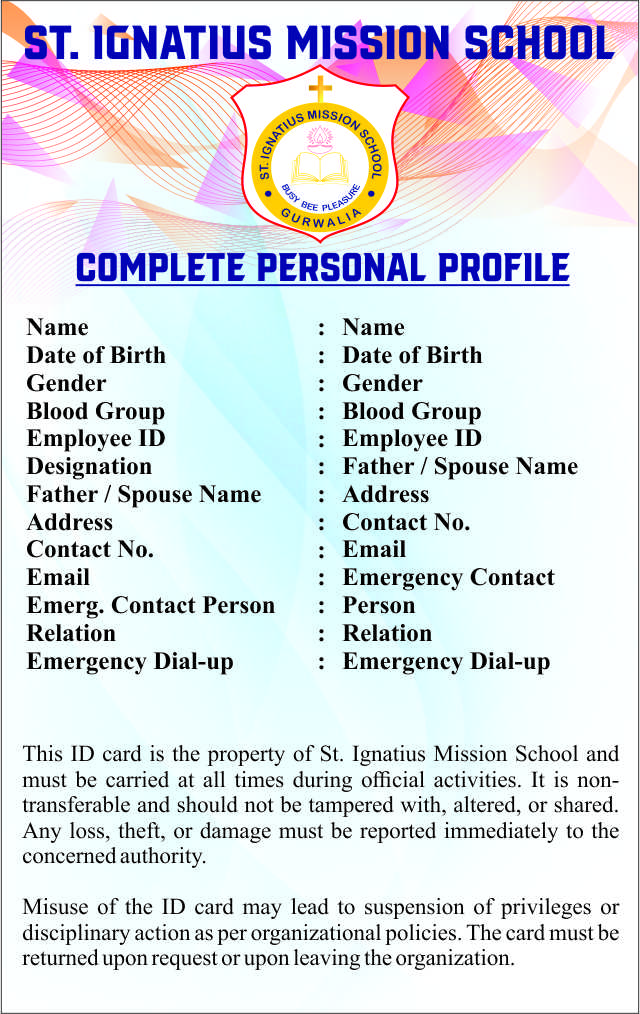 ST. IGNATIUS MISSION SCHOOL
ST. IGNATIUS MISSION SCHOOL
BUSY BEE PLEASURE
GURWALIA
COMPLETE PERSONAL PROFILE
Name : Name
Date of Birth : Date of Birth
Gender : Gender
Blood Group : Blood Group
Employee ID : Employee ID
Designation : Father / Spouse Name
Father / Spouse Name : Address
Address : Contact No.
Contact No. : Email
Email : Emergency Contact
Emerg. Contact Person : Person
Relation : Relation
Emergency Dial-up : Emergency Dial-up
This ID card is the property of St. Ignatius Mission School and
must be carried at all times during official activities. It is non-
transferable and should not be tampered with, altered, or shared.
Any loss, theft, or damage must be reported immediately to the
concerned authority.
Misuse of the ID card may lead to suspension of privileges or
disciplinary action as per organizational policies. The card must be
returned upon request or upon leaving the organization.